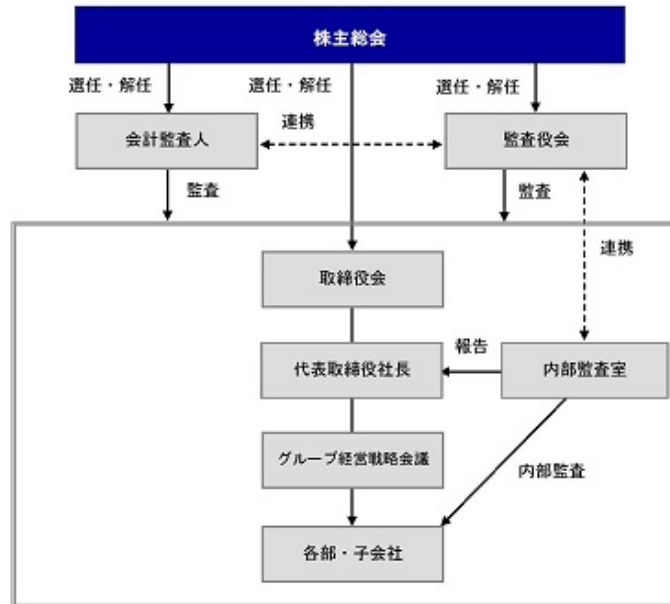 株主総会
選任・解任
選任・解任
選任・解任
会計監査人
連携
監査役会
監査
監査
連携
取締役会
代表取締役社長
報告
内部監査室
グループ経営戦略会議
内部監査
各部・子会社